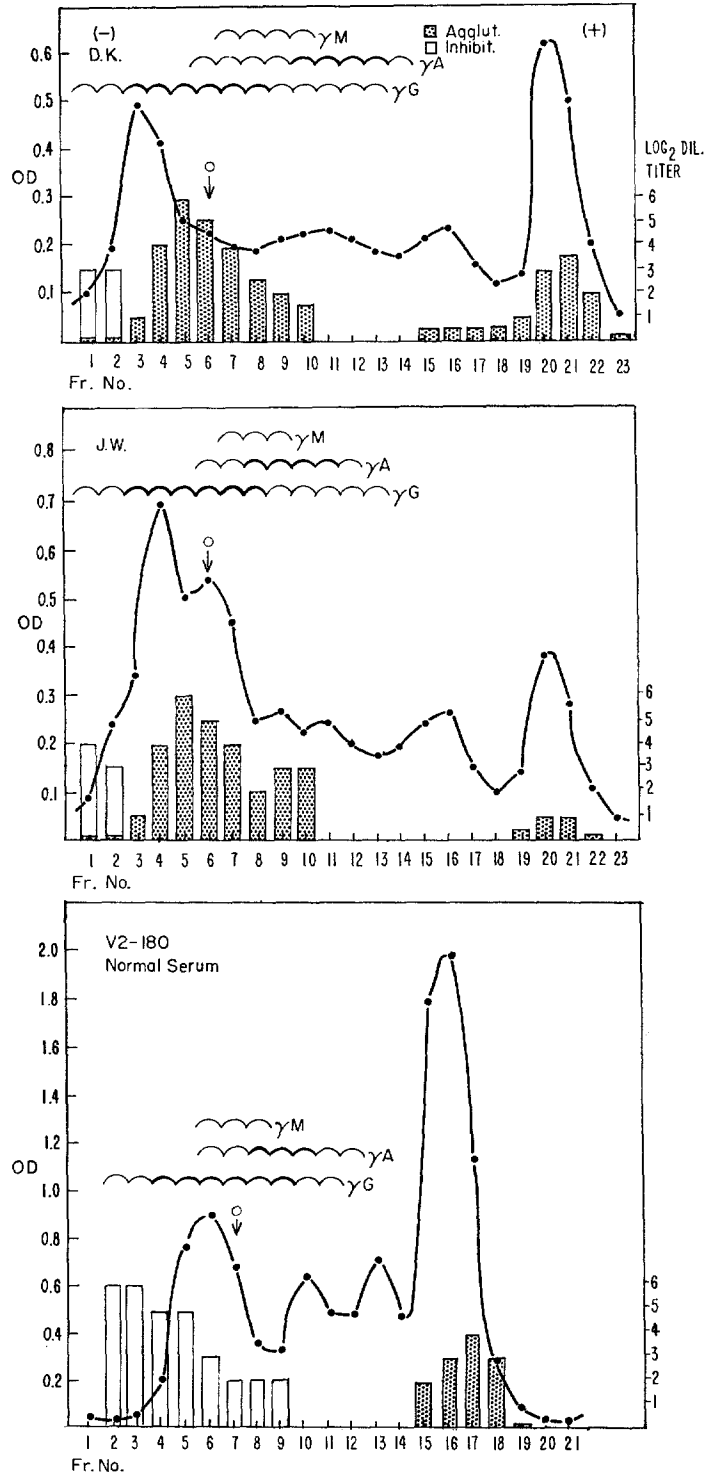 (-)
D.K.
γM
γA
γG
Agglut.
Inhibit.
(+)
0.6
0.5
0.4
OD
0.3
0.2
0.1
LOG2 DIL.
TITER
6
5
4
3
2
1
1 2 3 4 5 6 7 8 9 10 11 12 13 14 15 16 17 18 19 20 21 22 23
Fr. No.
J.W.
γM
γA
γG
0.8
0.7
0.6
0.5
OD
0.4
0.3
0.2
0.1
6
5
4
3
2
1
1 2 3 4 5 6 7 8 9 10 11 12 13 14 15 16 17 18 19 20 21 22 23
Fr. No.
V2-180
Normal Serum
γM
γA
γG
2.0
1.8
1.6
1.4
1.2
OD
1.0
0.8
0.6
0.4
0.2
6
5
4
3
2
1
1 2 3 4 5 6 7 8 9 10 11 12 13 14 15 16 17 18 19 20 21
Fr. No.